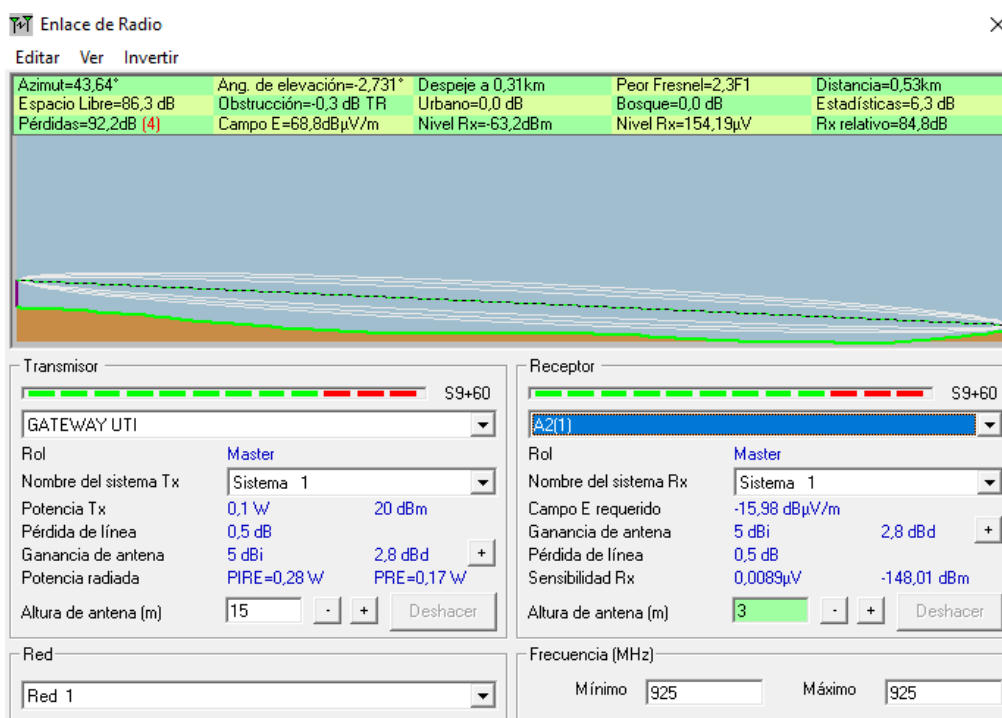 Enlace de Radio
Editar Ver Invertir
Azimut=43,64° Ang. de elevación=-2,731° Despeje a 0,31km Peor Fresnel=2,3F1 Distancia=0,53km
Espacio Libre=86,3 dB Obstrucción=-0,3 dB TR Urbano=0,0 dB Bosque=0,0 dB Estadísticas=6,3 dB
Pérdidas=92,2dB (4) Campo E=68,8dBµV/m Nivel Rx=-63,2dBm Nivel Rx=154,19µV Rx relativo=84,8dB
Transmisor
S9+60
GATEWAY UTI
Rol Master
Nombre del sistema Tx Sistema 1
Potencia Tx 0,1 W 20 dBm
Pérdida de línea 0,5 dB
Ganancia de antena 5 dBi 2,8 dBd +
Potencia radiada PIRE=0,28 W PRE=0,17 W
Altura de antena (m) 15 - + Deshacer
Receptor
S9+60
A2(1)
Rol Master
Nombre del sistema Rx Sistema 1
Campo E requerido -15,98 dBµV/m
Ganancia de antena 5 dBi 2,8 dBd +
Pérdida de línea 0,5 dB
Sensibilidad Rx 0,0089µV -148,01 dBm
Altura de antena (m) 3 - + Deshacer
Red
Red 1
Frecuencia (MHz)
Mínimo 925 Máximo 925